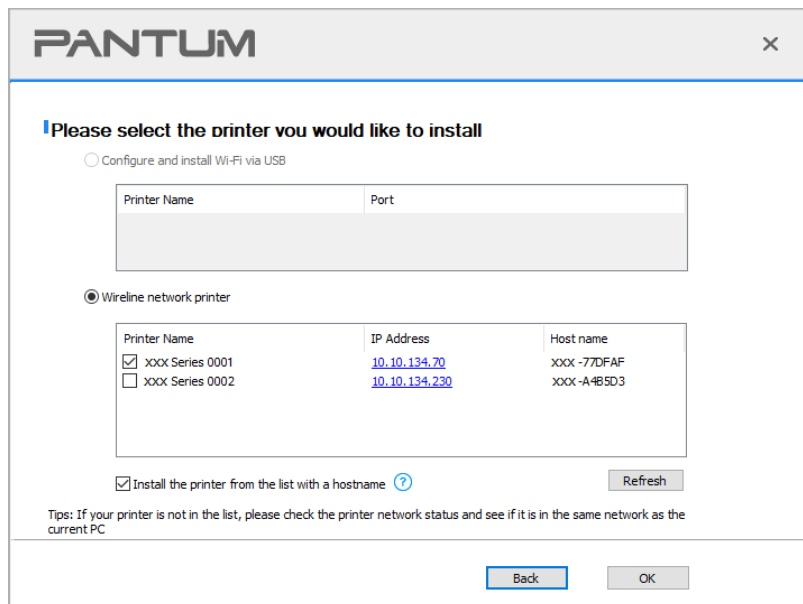 PANTUM
Please select the printer you would like to install
Configure and install Wi-Fi via USB
Printer Name Port
Wireline network printer
Printer Name IP Address Host name
XXX Series 0001 10.10.134.70 XXX -77DFAF
XXX Series 0002 10.10.134.230 XXX -A4B5D3
Install the printer from the list with a hostname ? Refresh
Tips: If your printer is not in the list, please check the printer network status and see if it is in the same network as the
current PC
Back OK